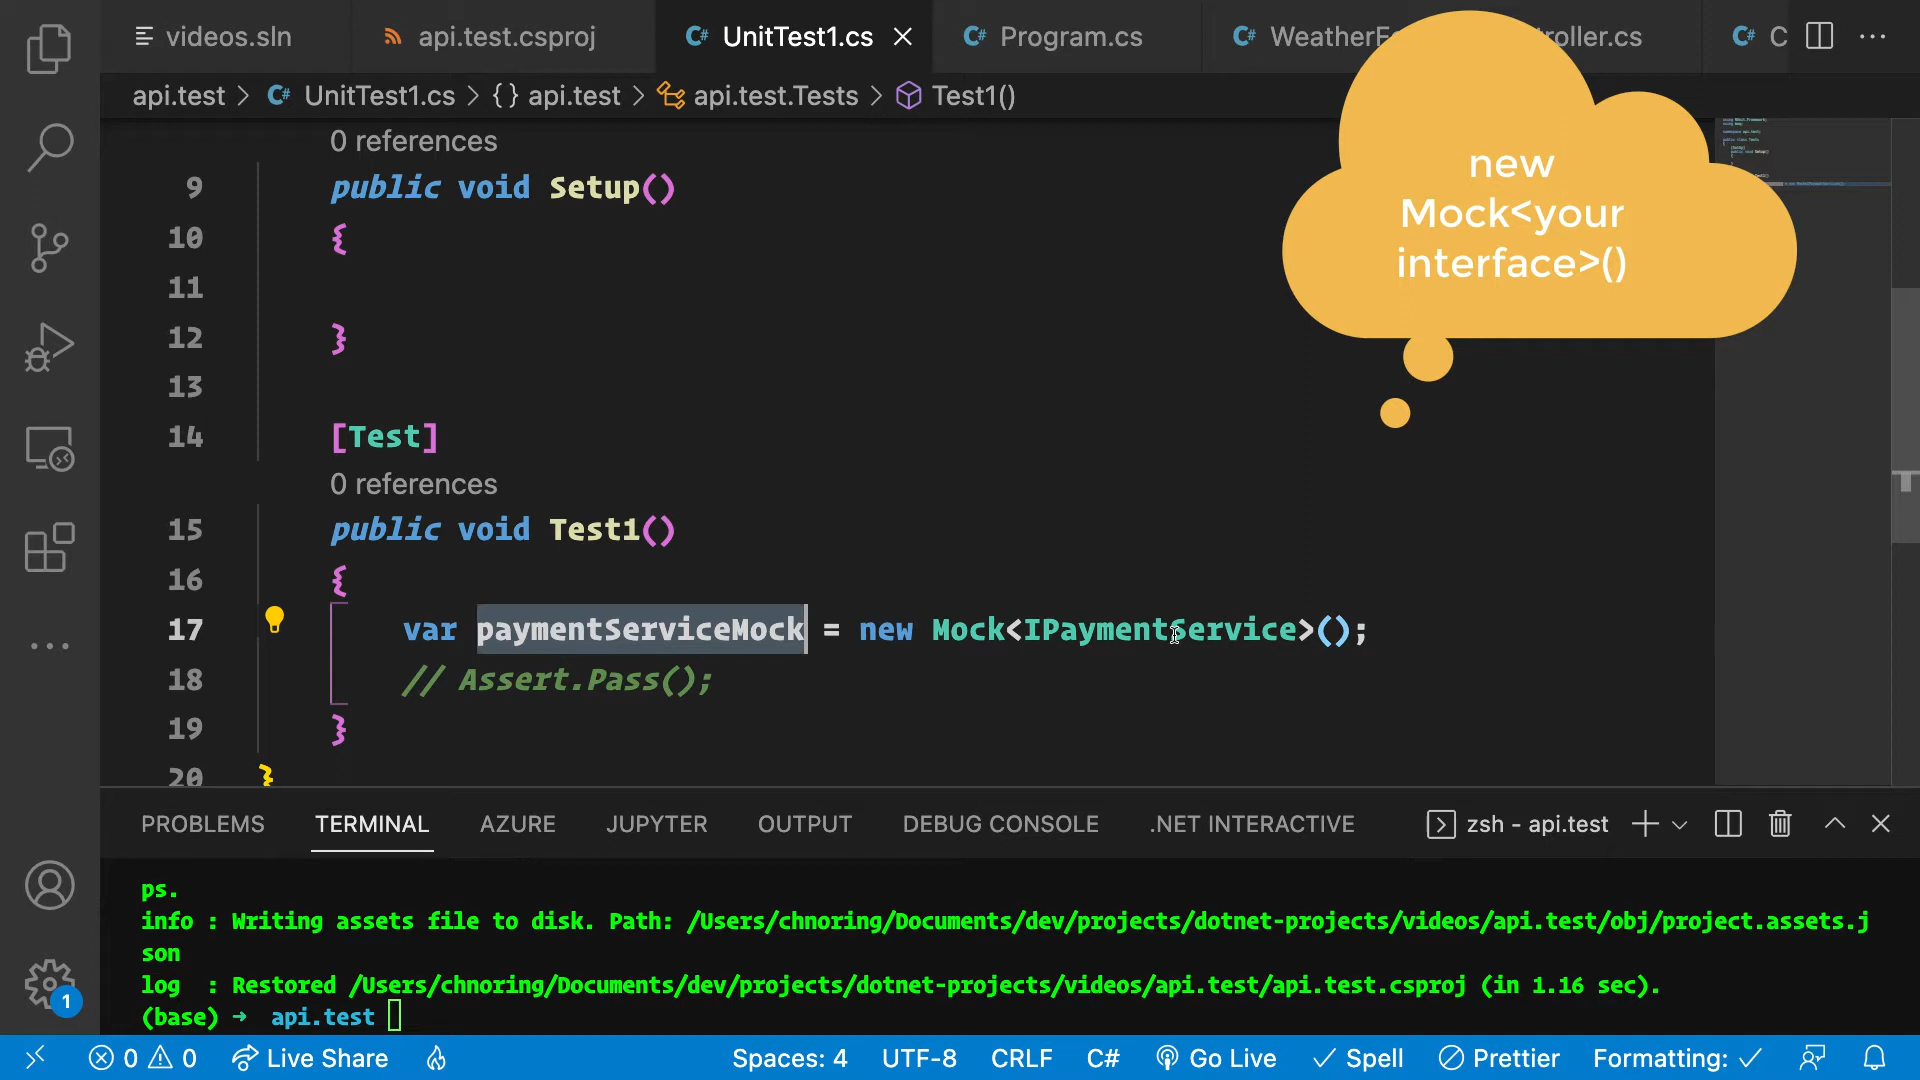 videos.sln
api.test.csproj
C# UnitTest1.cs
C# Program.cs
C# WeatherF
roller.cs
C# C
api.test > C# UnitTest1.cs > {} api.test > api.test.Tests > Test1()
new
Mock<your
interface>()
0 references
9 public void Setup()
10 {
11
12 }
13
14 [Test]
0 references
15 public void Test1()
16 {
17 var paymentServiceMock = new Mock<IPaymentService>();
18 // Assert.Pass();
19 }
20 }
PROBLEMS TERMINAL AZURE JUPYTER OUTPUT DEBUG CONSOLE .NET INTERACTIVE zsh - api.test
ps.
info : Writing assets file to disk. Path: /Users/chnoring/Documents/dev/projects/dotnet-projects/videos/api.test/obj/project.assets.j
son
log : Restored /Users/chnoring/Documents/dev/projects/dotnet-projects/videos/api.test/api.test.csproj (in 1.16 sec).
(base) → api.test
1
0 0 Live Share Spaces: 4 UTF-8 CRLF C# Go Live ✓ Spell Prettier Formatting: ✓